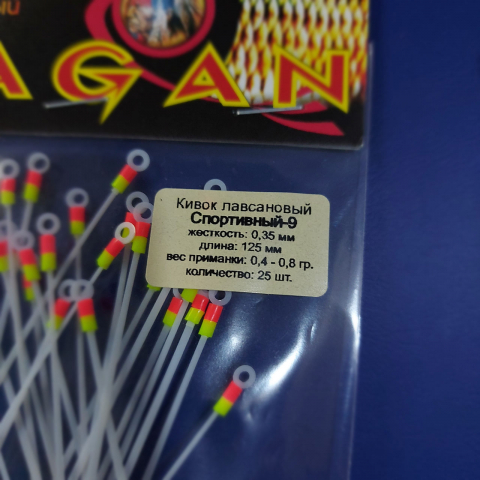 AGAN
Кивок лавсановый
Спортивный-9
жесткость: 0,35 мм
длина: 125 мм
вес приманки: 0,4 - 0,8 гр.
количество: 25 шт.